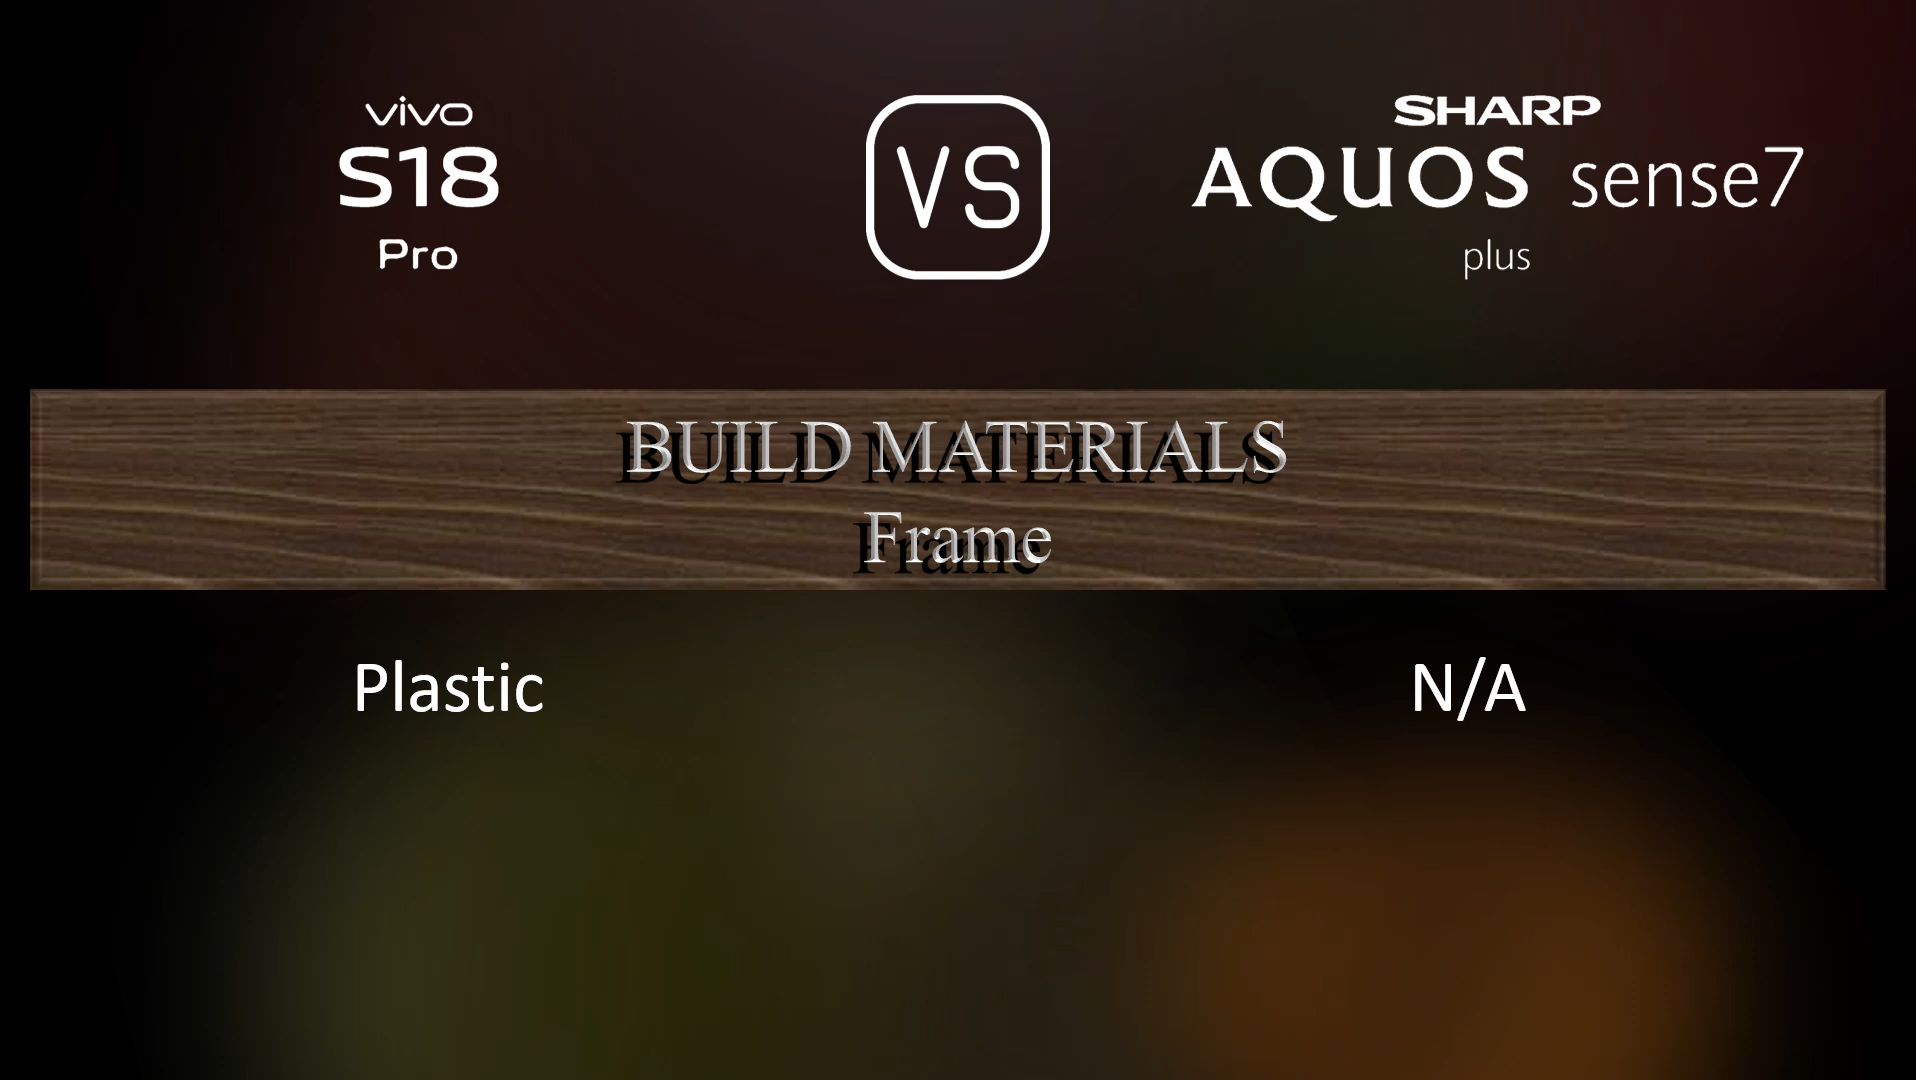 vivo
S18
Pro
VS
SHARP
AQUOS sense7
plus
BUILD MATERIALS
Frame
Plastic
N/A